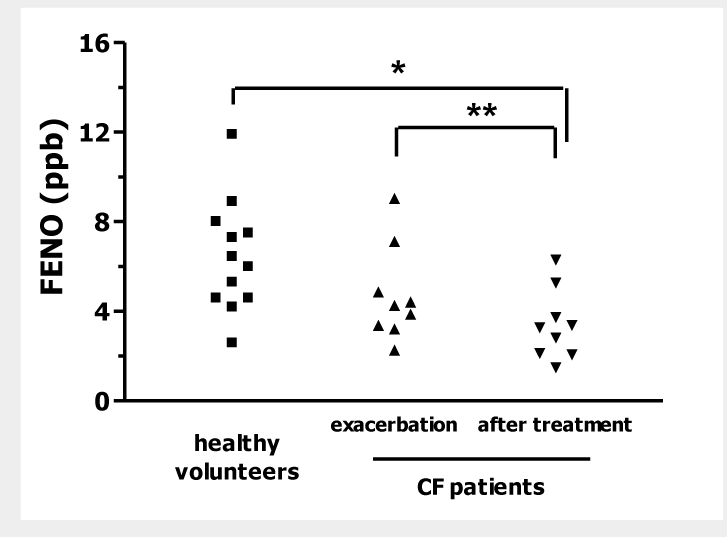 16
*
**
12
FENO (ppb)
8
4
0
exacerbation after treatment
healthy
volunteers
CF patients